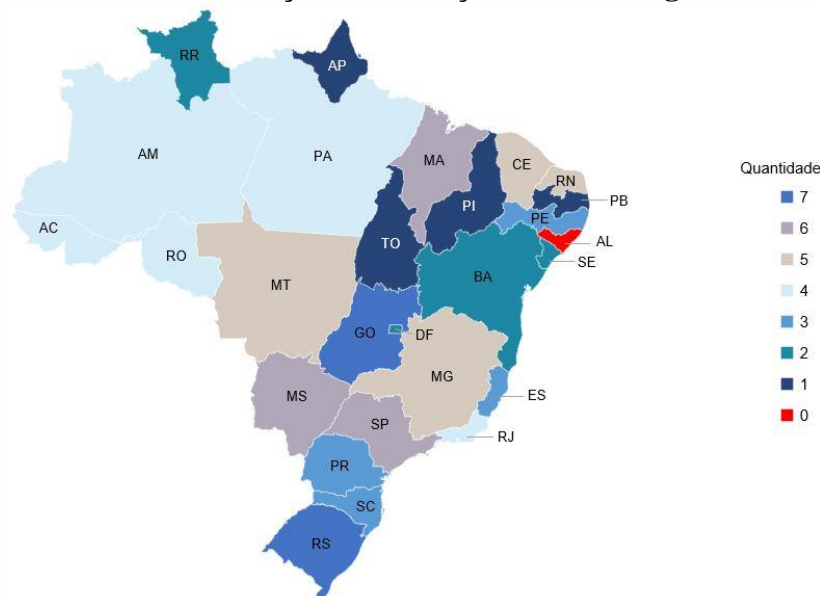 RR
AP
AM
PA
MA
CE
RN
PB
PI
PE
AL
SE
AC
RO
TO
BA
MT
GO
DF
MG
ES
MS
SP
RJ
PR
SC
RS
Quantidade
7
6
5
4
3
2
1
0